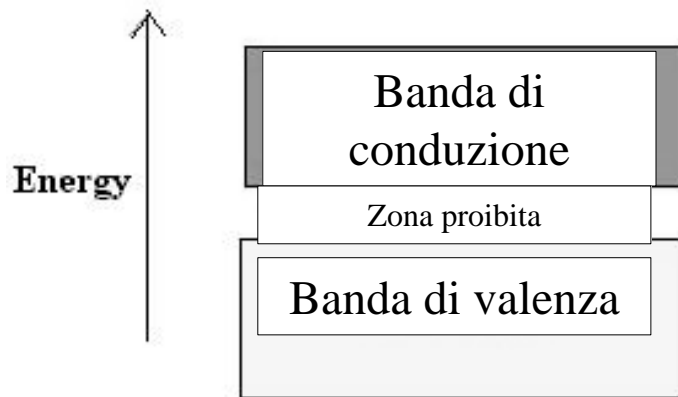 Banda di
conduzione
Energy
Zona proibita
Banda di valenza